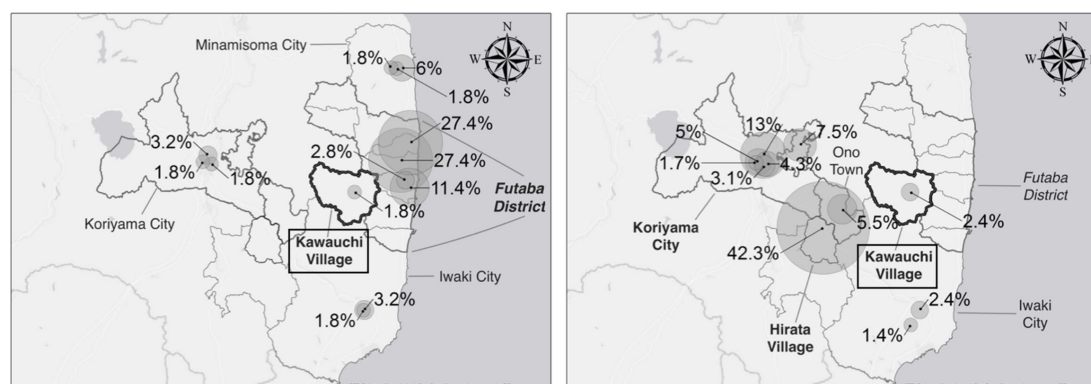 Minamisoma City
N
W
E
S
1.8%
6%
1.8%
27.4%
3.2%
2.8%
27.4%
1.8%
1.8%
11.4%
Futaba
District
1.8%
Koriyama City
Kawauchi
Village
Iwaki City
3.2%
1.8%
N
W
E
S
5%
13%
7.5%
Ono
Town
1.7%
4.3%
3.1%
Futaba
District
5.5%
2.4%
Koriyama
City
42.3%
Kawauchi
Village
2.4%
Iwaki
City
Hirata
Village
1.4%